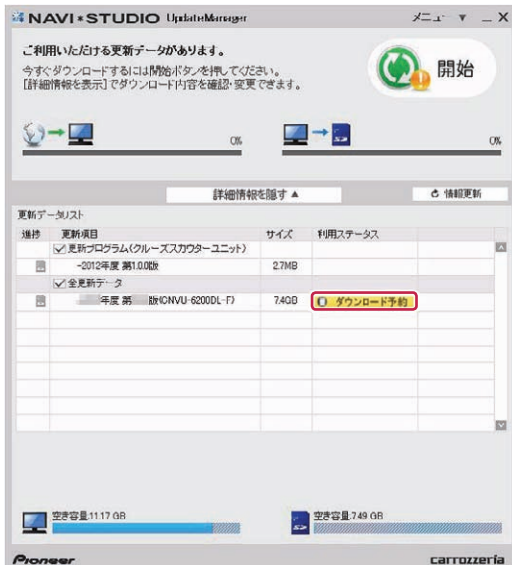 NAVI*STUDIO UpdateManager
メニュー ▼ _ X
ご利用いただける更新データがあります。
今すぐダウンロードするには開始ボタンを押してください。
[詳細情報を表示]でダウンロード内容を確認・変更できます。
開始
0%
0%
詳細情報を隠す ▲
情報更新
更新データリスト
進捗 更新項目 サイズ 利用ステータス
更新プログラム(クルーズスカウターユニット)
-2012年度 第1.0.0版 2.7MB
全更新データ
年度 第 版(CNVU-6200DL-F) 7.4GB ダウンロード予約
空き容量:11.17 GB
空き容量:7.49 GB
Pioneer
carrozzeria